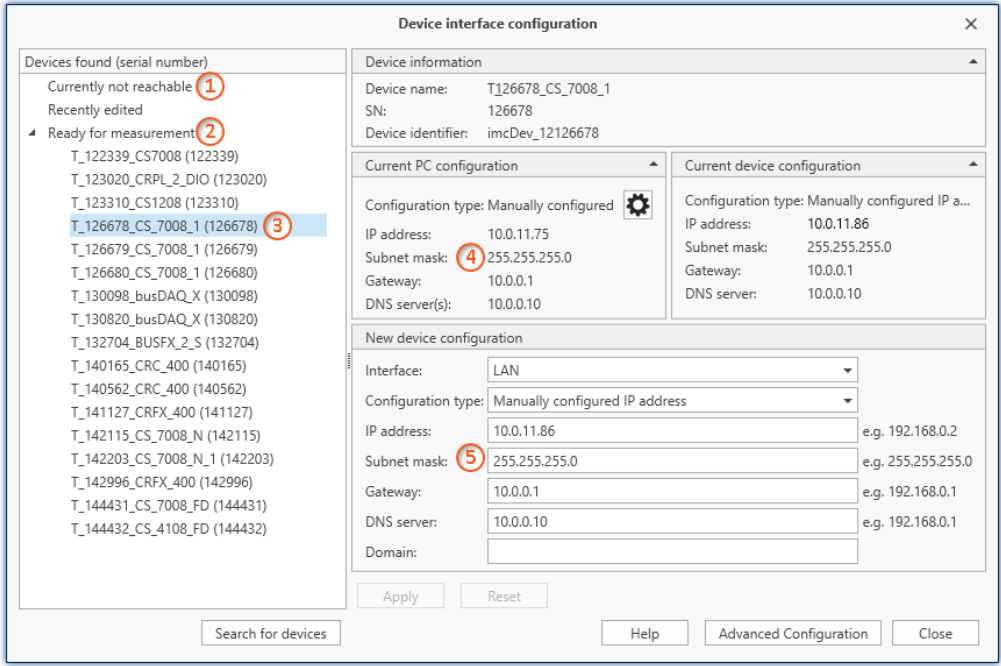 Device interface configuration
Devices found (serial number)
Currently not reachable 1
Recently edited
Ready for measurement 2
T_122339_CS7008 (122339)
T_123020_CRPL_2_DIO (123020)
T_123310_CS1208 (123310)
T_126678_CS_7008_1 (126678) 3
T_126679_CS_7008_1 (126679)
T_126680_CS_7008_1 (126680)
T_130098_busDAQ_X (130098)
T_130820_busDAQ_X (130820)
T_132704_BUSFX_2_S (132704)
T_140165_CRC_400 (140165)
T_140562_CRC_400 (140562)
T_141127_CRFX_400 (141127)
T_142115_CS_7008_N (142115)
T_142203_CS_7008_N_1 (142203)
T_142996_CRFX_400 (142996)
T_144431_CS_7008_FD (144431)
T_144432_CS_4108_FD (144432)
Search for devices
Device information
Device name: T126678_CS_7008_1
SN: 126678
Device identifier: imcDev_12126678
Current PC configuration
Configuration type: Manually configured
IP address: 10.0.11.75
Subnet mask: 4 255.255.255.0
Gateway: 10.0.0.1
DNS server(s): 10.0.0.10
Current device configuration
Configuration type: Manually configured IP a...
IP address: 10.0.11.86
Subnet mask: 255.255.255.0
Gateway: 10.0.0.1
DNS server: 10.0.0.10
New device configuration
Interface: LAN
Configuration type: Manually configured IP address
IP address: 10.0.11.86 e.g. 192.168.0.2
Subnet mask: 5 255.255.255.0 e.g. 255.255.255.0
Gateway: 10.0.0.1 e.g. 192.168.0.1
DNS server: 10.0.0.10 e.g. 192.168.0.1
Domain:
Apply Reset
Help Advanced Configuration Close